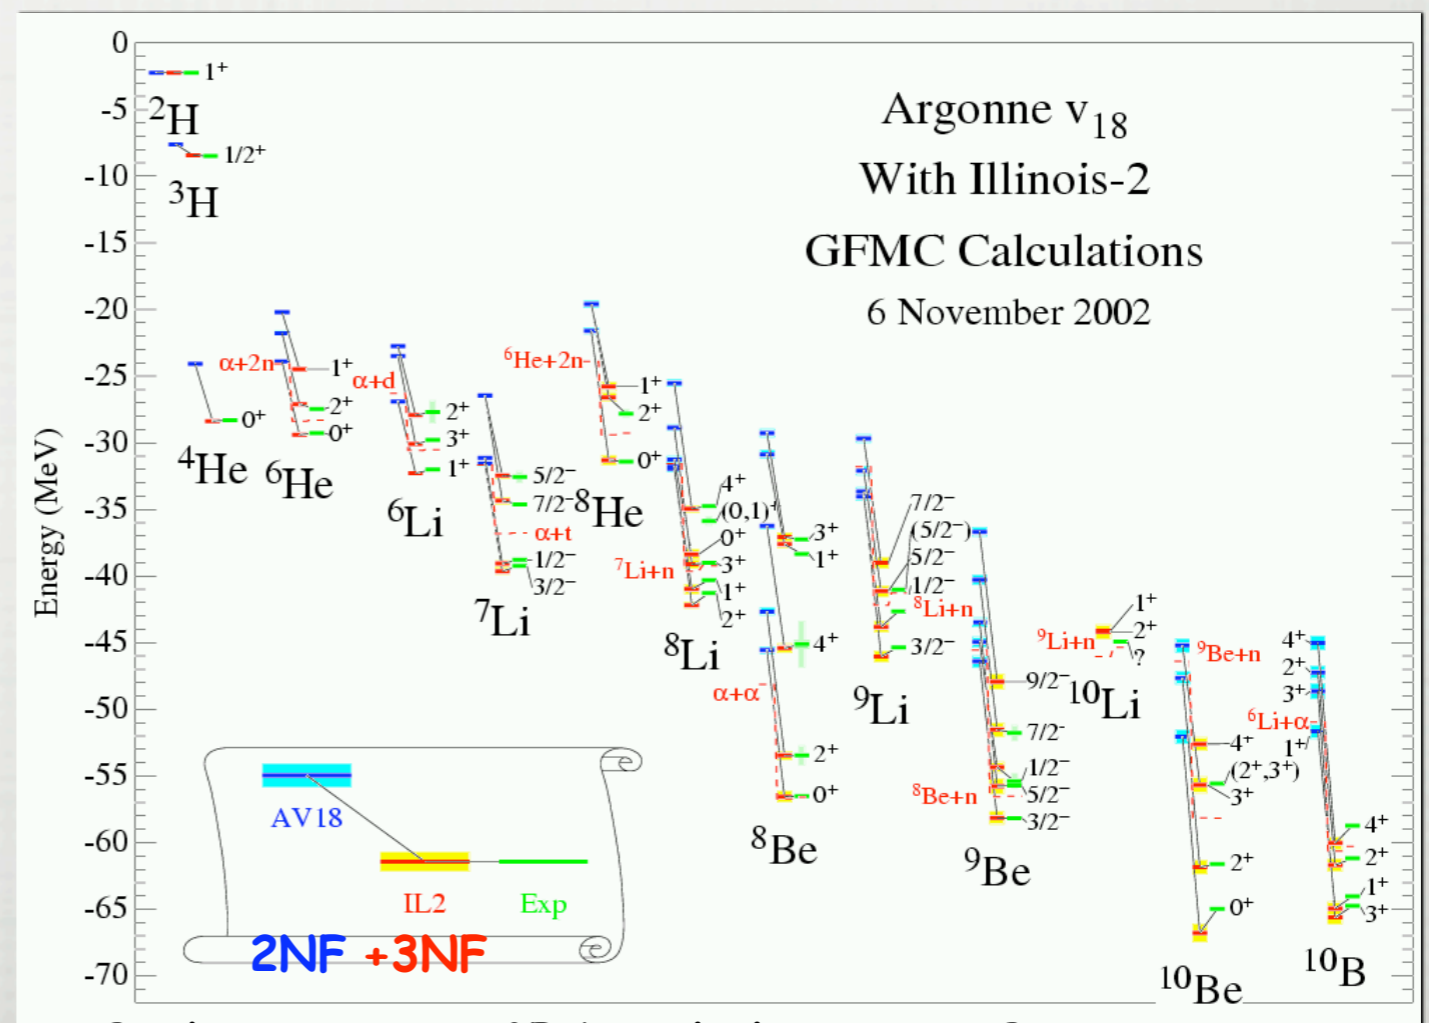 0
-5
-10
-15
-20
-25
-30
-35
-40
-45
-50
-55
-60
-65
-70
Energy (MeV)
Argonne v₁₈
With Illinois-2
GFMC Calculations
6 November 2002
1⁺
²H
1/2⁺
³H
0⁺
⁴He
α+2n
1⁺
2⁺
0⁺
⁶He
α+d
2⁺
3⁺
1⁺
⁶Li
5/2⁻
7/2⁻
α+t
1/2⁻
3/2⁻
⁷Li
⁶He+2n
1⁺
2⁺
0⁺
⁸He
4⁺
(0,1)⁺
0⁺
⁷Li+n
3⁺
1⁺
2⁺
⁸Li
3⁺
1⁺
4⁺
α+α
2⁺
0⁺
⁸Be
7/2⁻
(5/2⁻)
5/2⁻
1/2⁻
⁸Li+n
3/2⁻
⁹Li
9/2⁻
7/2⁻
1/2⁻
5/2⁻
⁸Be+n
3/2⁻
⁹Be
1⁺
2⁺
⁹Li+n
?
¹⁰Li
⁹Be+n
4⁺
(2⁺,3⁺)
3⁺
2⁺
0⁺
¹⁰Be
4⁺
2⁺
3⁺
⁶Li+α
1⁺
4⁺
2⁺
1⁺
3⁺
¹⁰B
AV18
IL2 Exp
2NF +3NF